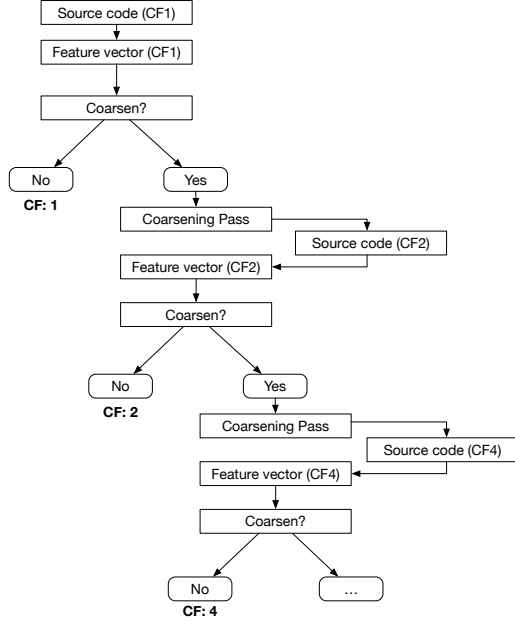 Source code (CF1)
Feature vector (CF1)
Coarsen?
No
Yes
CF: 1
Coarsening Pass
Source code (CF2)
Feature vector (CF2)
Coarsen?
No
Yes
CF: 2
Coarsening Pass
Source code (CF4)
Feature vector (CF4)
Coarsen?
No
...
CF: 4